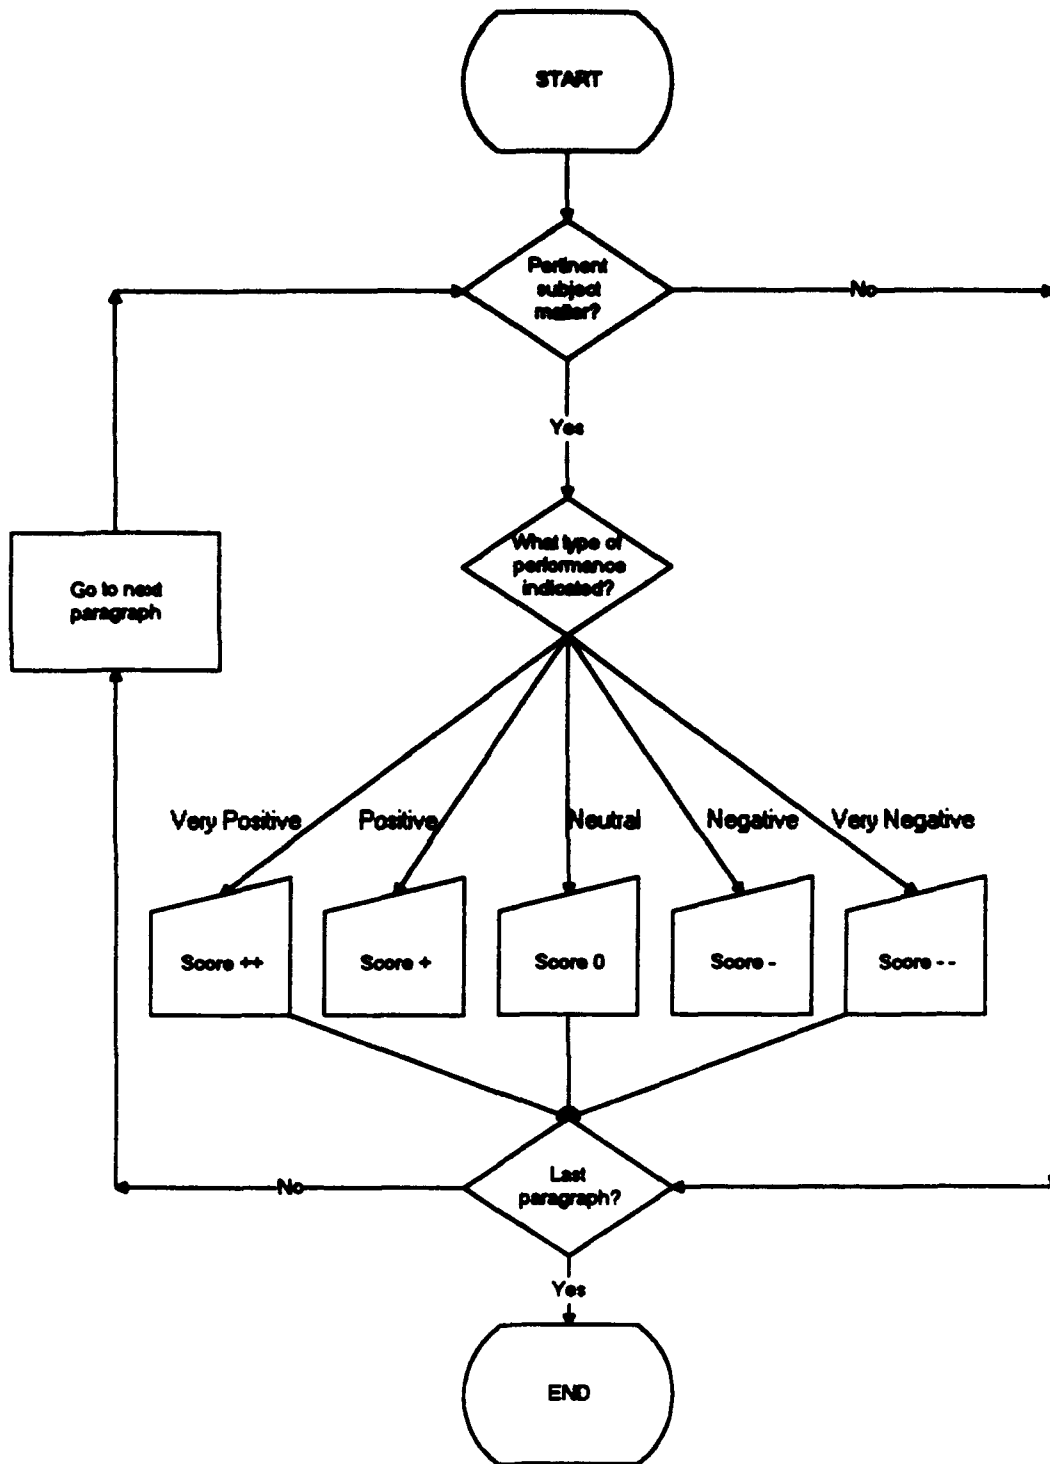 START
Pertinent
subject
matter?
No
Yes
What type of
performance
indicated?
Go to next
paragraph
Very Positive
Positive
Neutral
Negative
Very Negative
Score ++
Score +
Score 0
Score -
Score - -
Last
paragraph?
No
Yes
END